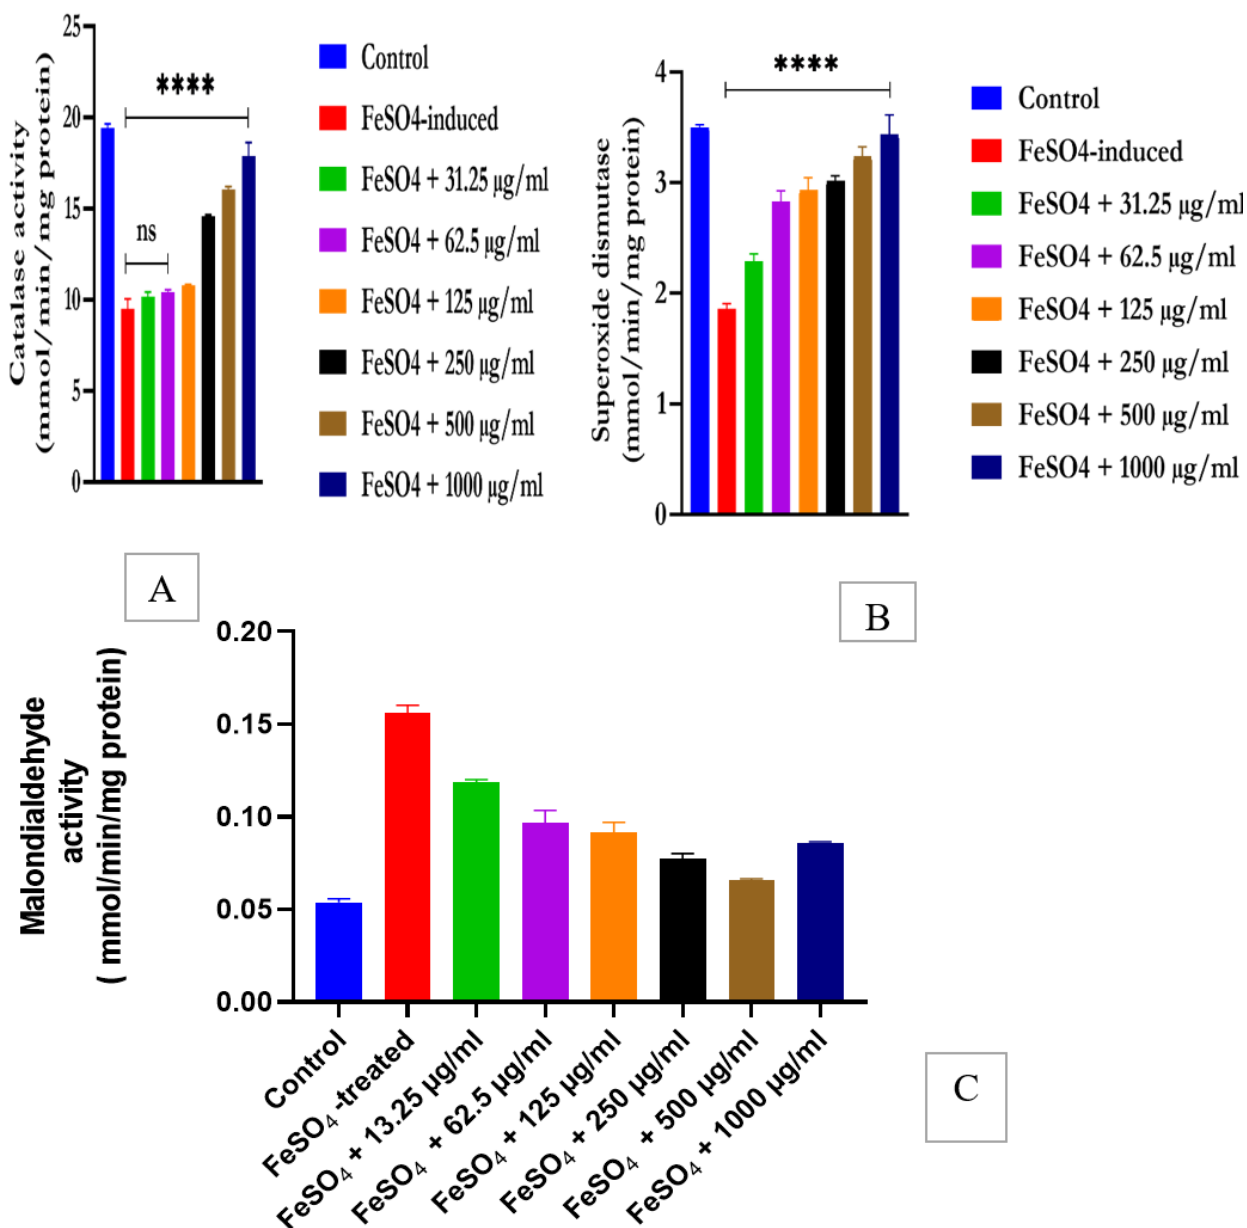 Catalase activity
(mmol/min/mg protein)
25
20
15
10
5
0
****
ns
Control
FeSO4-induced
FeSO4 + 31.25 µg/ml
FeSO4 + 62.5 µg/ml
FeSO4 + 125 µg/ml
FeSO4 + 250 µg/ml
FeSO4 + 500 µg/ml
FeSO4 + 1000 µg/ml
A
Superoxide dismutase
(mmol/min/mg protein)
4
3
2
1
0
****
Control
FeSO4-induced
FeSO4 + 31.25 µg/ml
FeSO4 + 62.5 µg/ml
FeSO4 + 125 µg/ml
FeSO4 + 250 µg/ml
FeSO4 + 500 µg/ml
FeSO4 + 1000 µg/ml
B
Malondialdehyde
activity
( mmol/min/mg protein)
0.20
0.15
0.10
0.05
0.00
Control
FeSO₄ -treated
FeSO₄ + 13.25 µg/ml
FeSO₄ + 62.5 µg/ml
FeSO₄ + 125 µg/ml
FeSO₄ + 250 µg/ml
FeSO₄ + 500 µg/ml
FeSO₄ + 1000 µg/ml
C